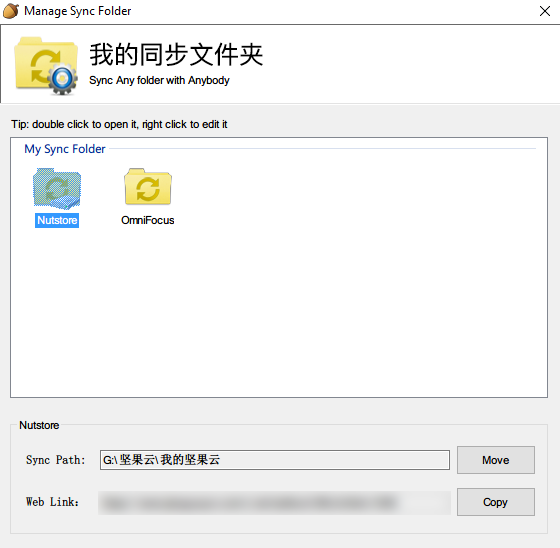 Manage Sync Folder
我的同步文件夹
Sync Any folder with Anybody
Tip: double click to open it, right click to edit it
My Sync Folder
Nutstore
OmniFocus
Nutstore
Sync Path:
G:\坚果云\我的坚果云
Move
Web Link:
Copy